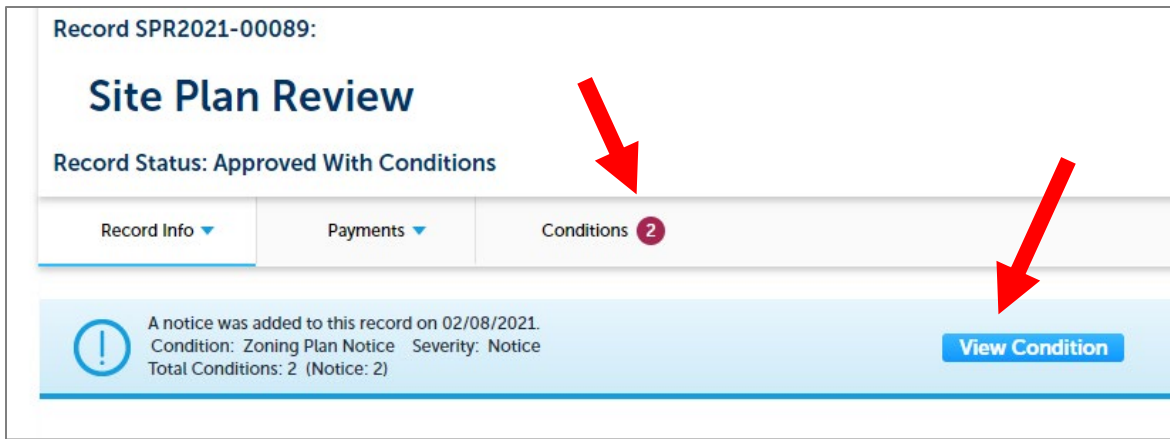 Record SPR2021-00089:
Site Plan Review
Record Status: Approved With Conditions
Record Info Payments Conditions 2
A notice was added to this record on 02/08/2021.
Condition: Zoning Plan Notice Severity: Notice
Total Conditions: 2 (Notice: 2)
View Condition